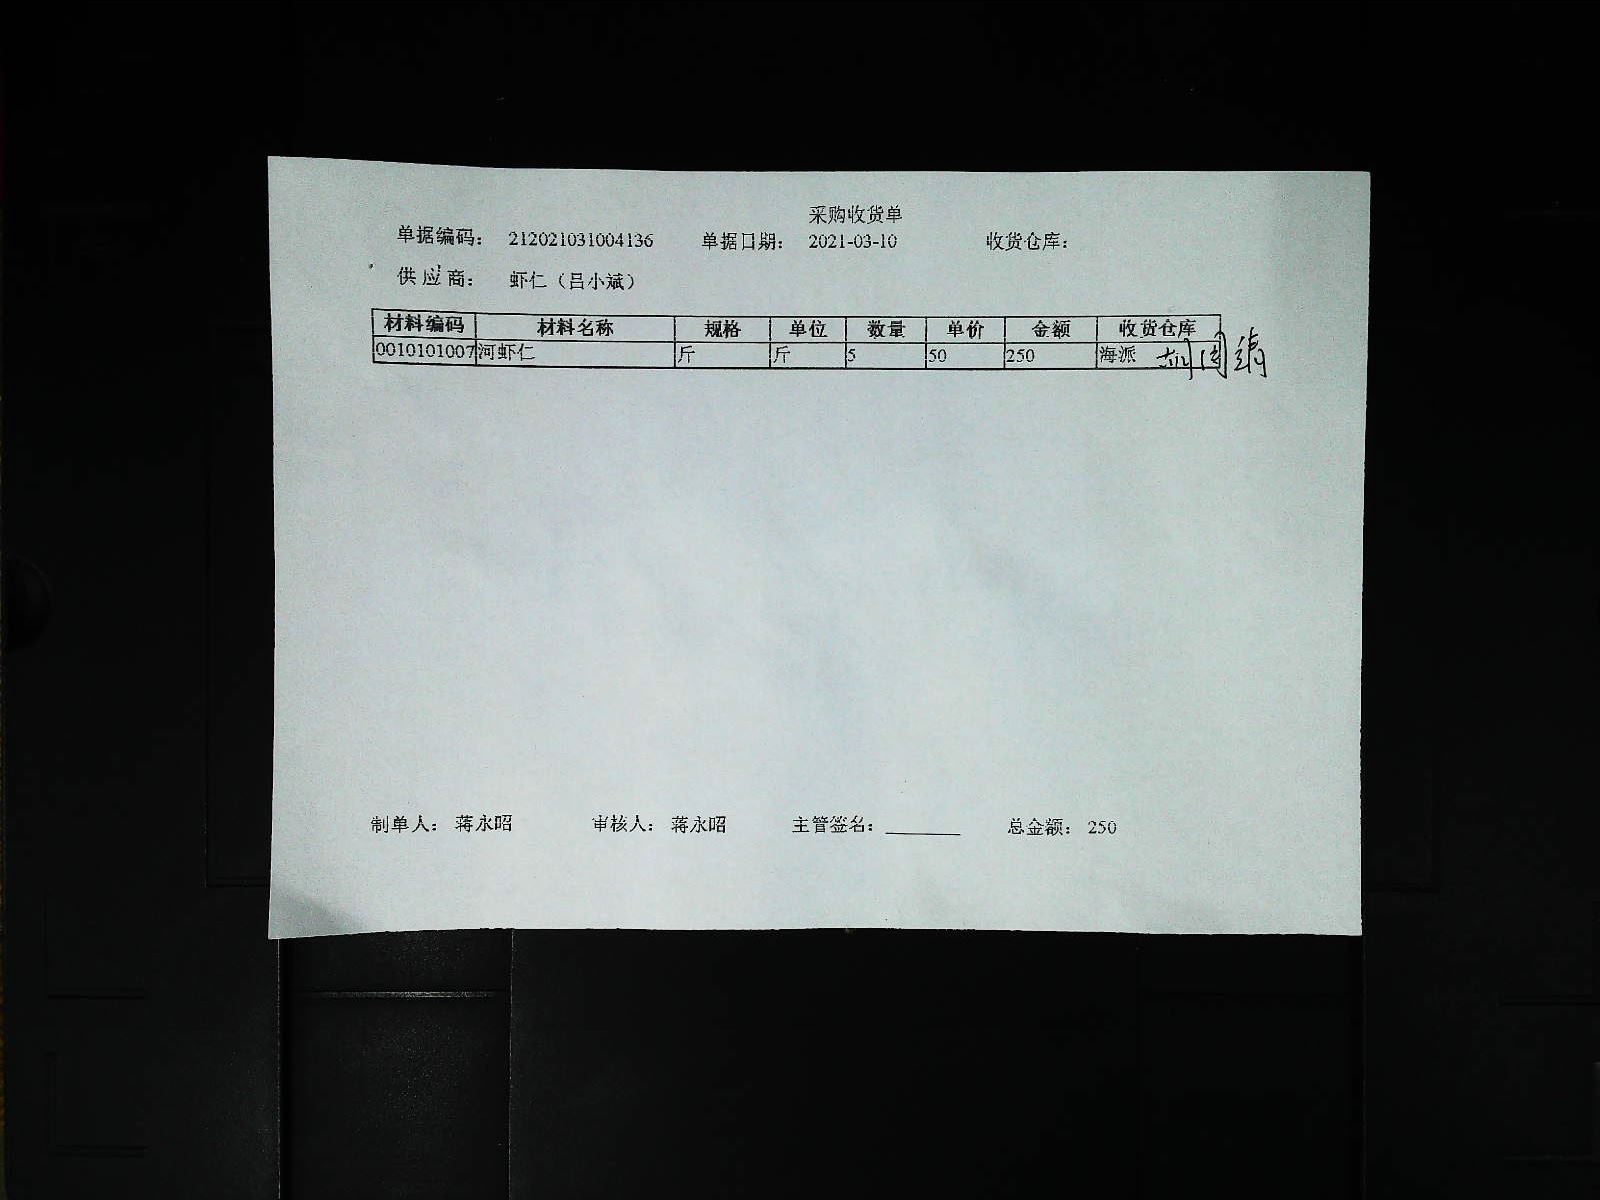 采购收货单
单据编码： 212021031004136 单据日期： 2021-03-10 收货仓库：
供应商： 虾仁（吕小斌）
材料编码 材料名称 规格 单位 数量 单价 金额 收货仓库
0010101007 河虾仁 斤 斤 5 50 250 海派
制单人： 蒋永昭 审核人： 蒋永昭 主管签名：________ 总金额： 250